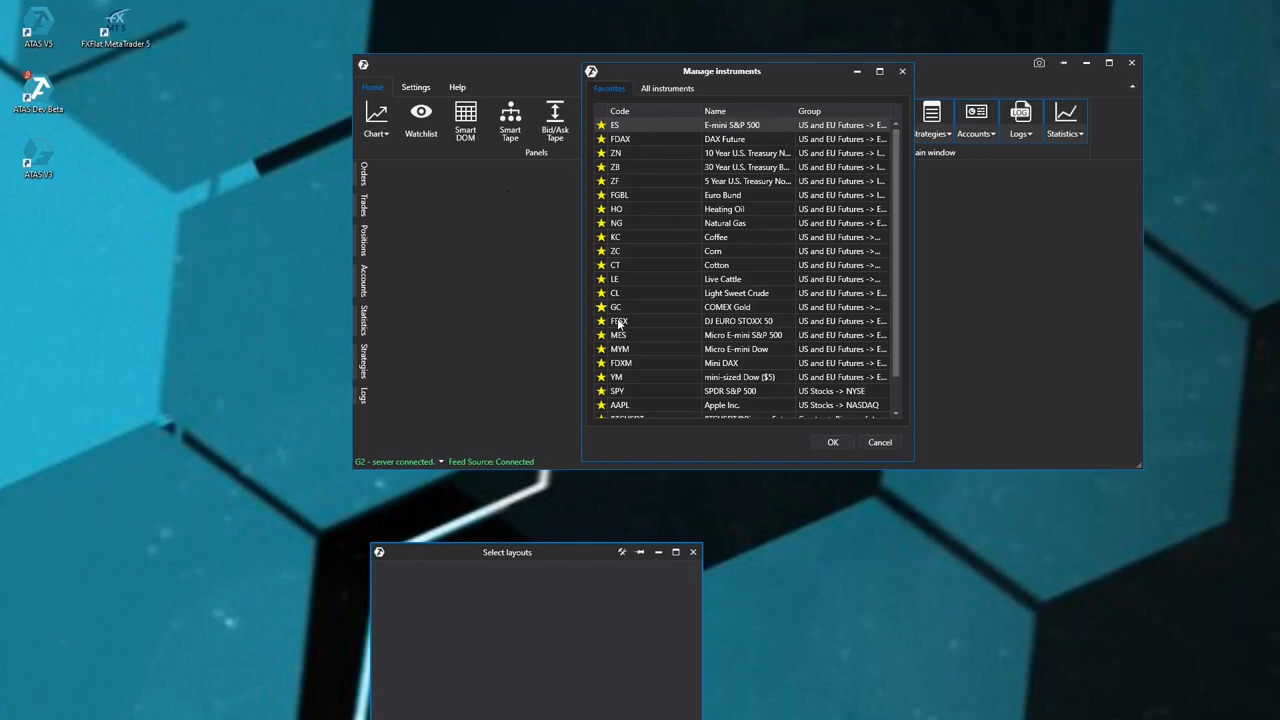 ATAS V5
FX
MT5
FXFlat MetaTrader 5
ATAS Dev Beta
ATAS V3
Home
Settings
Help
Chart
Watchlist
Smart DOM
Smart Tape
Bid/Ask Tape
Panels
Strategies
Accounts
LOG
Logs
Statistics
ain window
Orders
Trades
Positions
Accounts
Statistics
Strategies
Logs
G2 - server connected.
Feed Source: Connected
Manage instruments
Favorites
All instruments
Code Name Group
ES E-mini S&P 500 US and EU Futures -> E...
FDAX DAX Future US and EU Futures -> E...
ZN 10 Year U.S. Treasury N... US and EU Futures -> I...
ZB 30 Year U.S. Treasury B... US and EU Futures -> I...
ZF 5 Year U.S. Treasury No... US and EU Futures -> I...
FGBL Euro Bund US and EU Futures -> I...
HO Heating Oil US and EU Futures -> E...
NG Natural Gas US and EU Futures -> E...
KC Coffee US and EU Futures ->...
ZC Corn US and EU Futures ->...
CT Cotton US and EU Futures ->...
LE Live Cattle US and EU Futures ->...
CL Light Sweet Crude US and EU Futures -> E...
GC COMEX Gold US and EU Futures ->...
DJ EURO STOXX 50 US and EU Futures -> E...
MES Micro E-mini S&P 500 US and EU Futures -> E...
MYM Micro E-mini Dow US and EU Futures -> E...
FDXM Mini DAX US and EU Futures -> E...
YM mini-sized Dow ($5) US and EU Futures -> E...
SPY SPDR S&P 500 US Stocks -> NYSE
AAPL Apple Inc. US Stocks -> NASDAQ
OK
Cancel
Select layouts